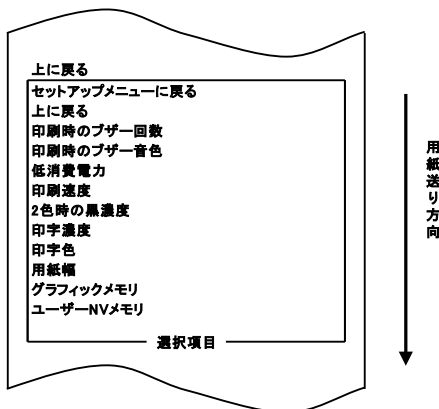 上に戻る
セットアップメニューに戻る
上に戻る
印刷時のブザー回数
印刷時のブザー音色
低消費電力
印刷速度
2色時の黒濃度
印字濃度
印字色
用紙幅
グラフィックメモリ
ユーザーNVメモリ
選択項目
用紙送り方向